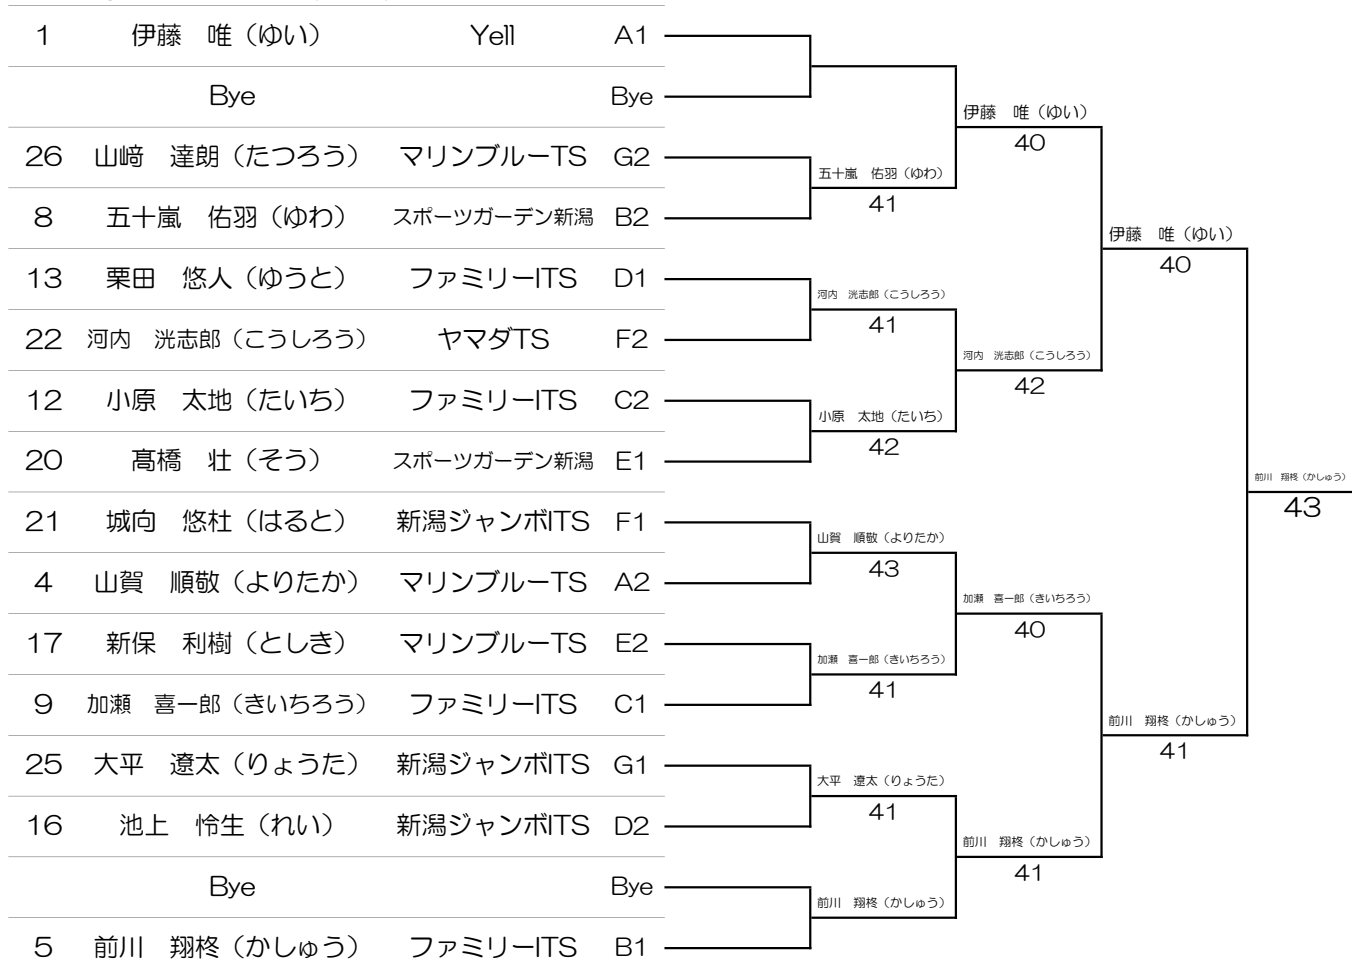 1 伊藤 唯（ゆい） Yell A1
Bye Bye
伊藤 唯（ゆい）
40
26 山﨑 達朗（たつろう） マリンブルーTS G2
五十嵐 佑羽（ゆわ）
41
8 五十嵐 佑羽（ゆわ） スポーツガーデン新潟 B2
伊藤 唯（ゆい）
40
13 栗田 悠人（ゆうと） ファミリーITS D1
河内 洸志郎（こうしろう）
41
22 河内 洸志郎（こうしろう） ヤマダTS F2
河内 洸志郎（こうしろう）
42
12 小原 太地（たいち） ファミリーITS C2
小原 太地（たいち）
42
20 髙橋 壮（そう） スポーツガーデン新潟 E1
前川 翔柊（かしゅう）
43
21 城向 悠杜（はると） 新潟ジャンボITS F1
山賀 順敬（よりたか）
43
4 山賀 順敬（よりたか） マリンブルーTS A2
加瀬 喜一郎（きいちろう）
40
17 新保 利樹（としき） マリンブルーTS E2
加瀬 喜一郎（きいちろう）
41
9 加瀬 喜一郎（きいちろう） ファミリーITS C1
前川 翔柊（かしゅう）
41
25 大平 遼太（りょうた） 新潟ジャンボITS G1
大平 遼太（りょうた）
41
16 池上 怜生（れい） 新潟ジャンボITS D2
前川 翔柊（かしゅう）
41
Bye Bye
前川 翔柊（かしゅう）
5 前川 翔柊（かしゅう） ファミリーITS B1